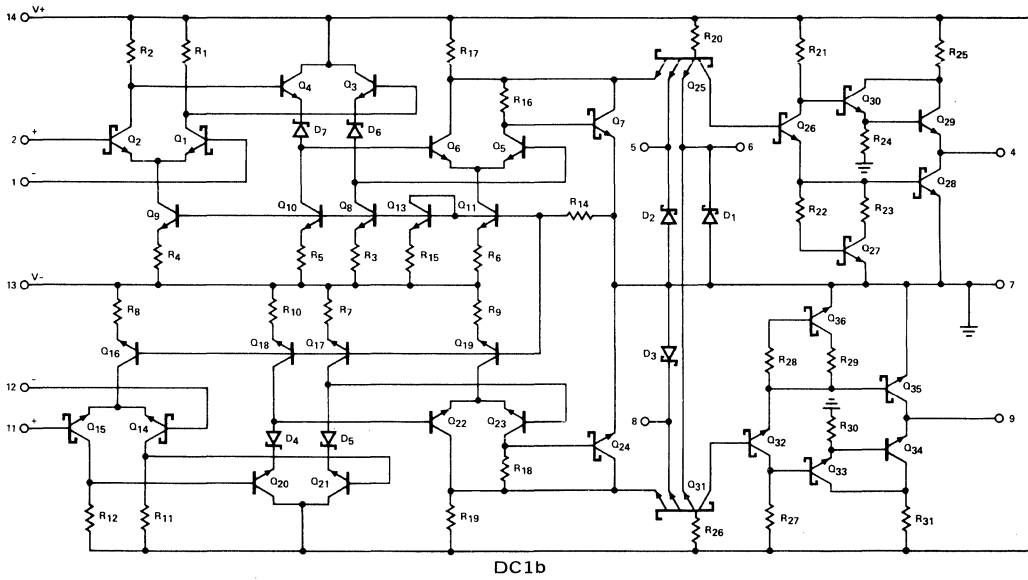 14 V+
R2 R1 R17 R20 R21 R25
Q4 Q3 R16 Q25 Q30
D7 D6 Q7 Q29
2 + Q2 Q1 Q6 Q5 5 6 Q26 R24 4
1 -
Q28
Q9 Q10 Q8 Q13 Q11 R14 D2 D1 R22 R23
R4 R5 R3 R15 R6 Q27
13 V- 7
R8 R10 R7 R9 Q36
Q16 Q18 Q17 Q19 D3 R28 R29
12 - Q35
11 + Q15 Q14 Q22 Q23 8 R30 9
D4 D5 Q24 Q32 Q34
Q20 Q21 R18 Q31 Q33
R12 R11 R19 R26 R27 R31
DC1b